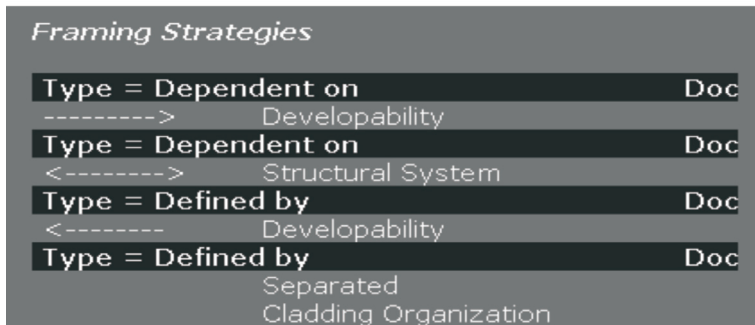 Framing Strategies
Type = Dependent on Doc
---------> Developability
Type = Dependent on Doc
<--------> Structural System
Type = Defined by Doc
<-------- Developability
Type = Defined by Doc
Separated
Cladding Organization